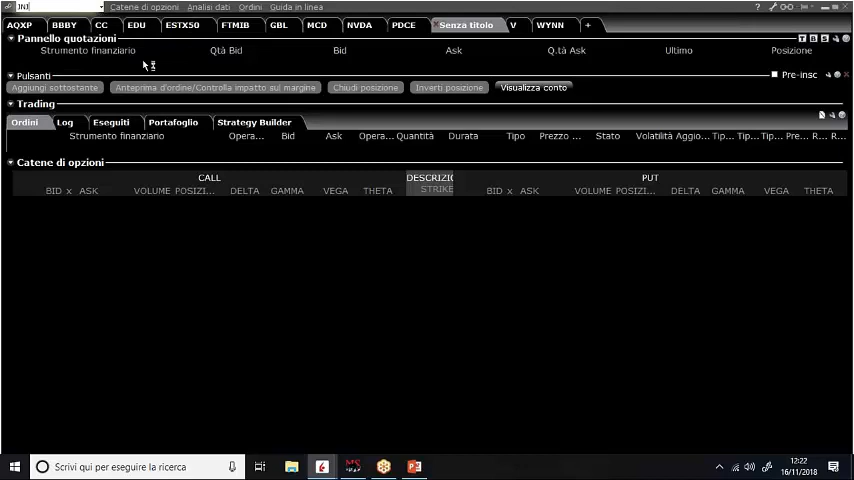 JNJ Catene di opzioni Analisi dati Ordini Guida in linea ?
AQXP BBBY CC EDU ESTX50 FTMIB GBL MCD NVDA PDCE Senza titolo V WYNN +
Pannello quotazioni T B S
Strumento finanziario Qtà Bid Bid Ask Q.tà Ask Ultimo Posizione
Pulsanti Pre-insc
Aggiungi sottostante Anteprima d'ordine/Controlla impatto sul margine Chiudi posizione Inverti posizione Visualizza conto
Trading
Ordini Log Eseguiti Portafoglio Strategy Builder
Strumento finanziario Opera... Bid Ask Opera... Quantità Durata Tipo Prezzo ... Stato Volatilità Aggio... Tip... Tip... Tip... Pre... R... R...
Catene di opzioni
CALL DESCRIZIO PUT
BID x ASK VOLUME POSIZI... DELTA GAMMA VEGA THETA STRIKE BID x ASK VOLUME POSIZI... DELTA GAMMA VEGA THETA
Scrivi qui per eseguire la ricerca
12:22
16/11/2018